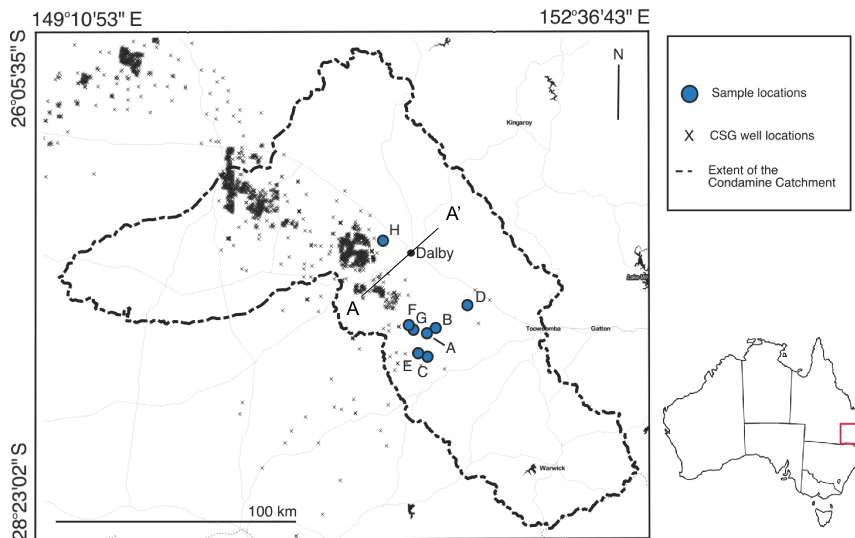 149°10'53" E
152°36'43" E
26°05'35" S
28°23'02" S
N
Kingaroy
A'
H
Dalby
A
D
F
G
B
A
E
C
Toowoomba
Gatton
Warwick
100 km
Sample locations
X CSG well locations
Extent of the
Condamine Catchment